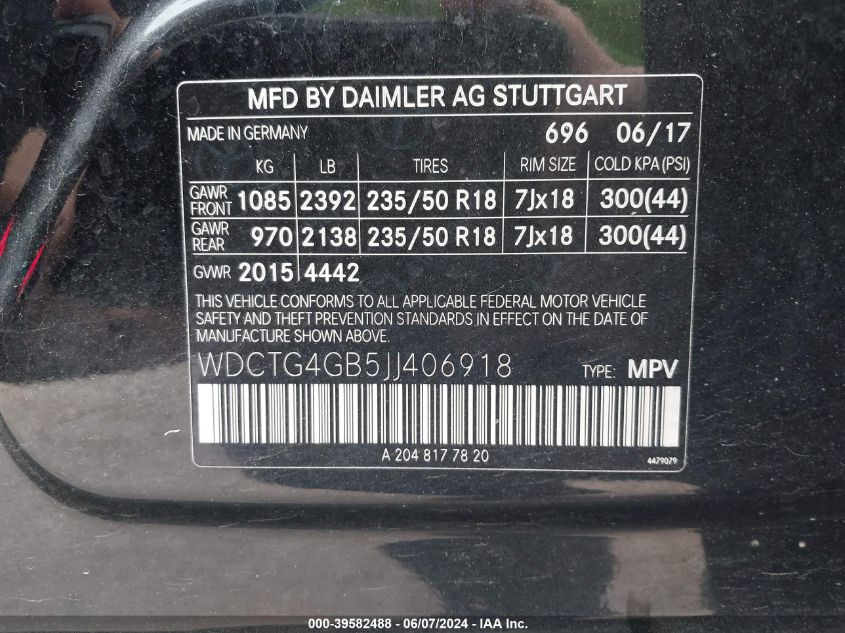 MFD BY DAIMLER AG STUTTGART
MADE IN GERMANY 696 06/17
KG LB TIRES RIM SIZE COLD KPA (PSI)
GAWR FRONT 1085 2392 235/50 R18 7Jx18 300(44)
GAWR REAR 970 2138 235/50 R18 7Jx18 300(44)
GVWR 2015 4442
THIS VEHICLE CONFORMS TO ALL APPLICABLE FEDERAL MOTOR VEHICLE
SAFETY AND THEFT PREVENTION STANDARDS IN EFFECT ON THE DATE OF
MANUFACTURE SHOWN ABOVE.
WDCTG4GB5JJ406918 TYPE: MPV
A 204 817 78 20
4479079
000-39582488 - 06/07/2024 - IAA Inc.